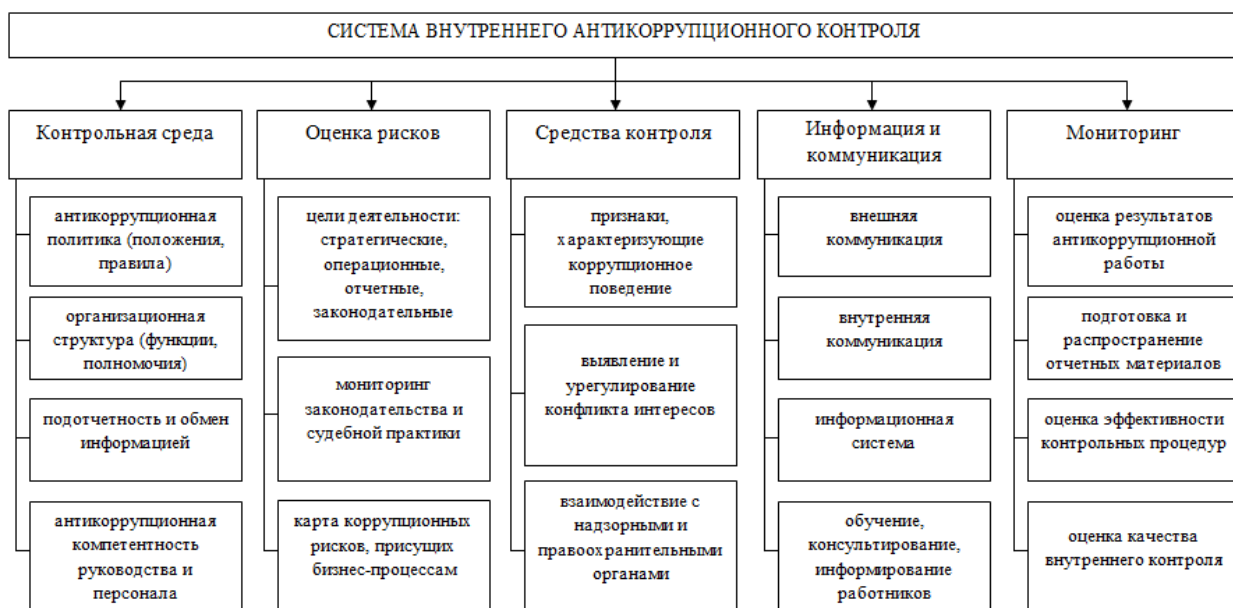 СИСТЕМА ВНУТРЕННЕГО АНТИКОРРУПЦИОННОГО КОНТРОЛЯ
Контрольная среда
антикоррупционная
политика (положения,
правила)
организационная
структура (функции,
полномочия)
подотчетность и обмен
информацией
антикоррупционная
компетентность
руководства и
персонала
Оценка рисков
цели деятельности:
стратегические,
операционные,
отчетные,
законодательные
мониторинг
законодательства и
судебной практики
карта коррупционных
рисков, присущих
бизнес-процессам
Средства контроля
признаки,
характеризующие
коррупционное
поведение
выявление и
урегулирование
конфликта интересов
взаимодействие с
надзорными и
правоохранительными
органами
Информация и
коммуникация
внешняя
коммуникация
внутренняя
коммуникация
информационная
система
обучение,
консультирование,
информирование
работников
Мониторинг
оценка результатов
антикоррупционной
работы
подготовка и
распространение
отчетных материалов
оценка эффективности
контрольных процедур
оценка качества
внутреннего контроля